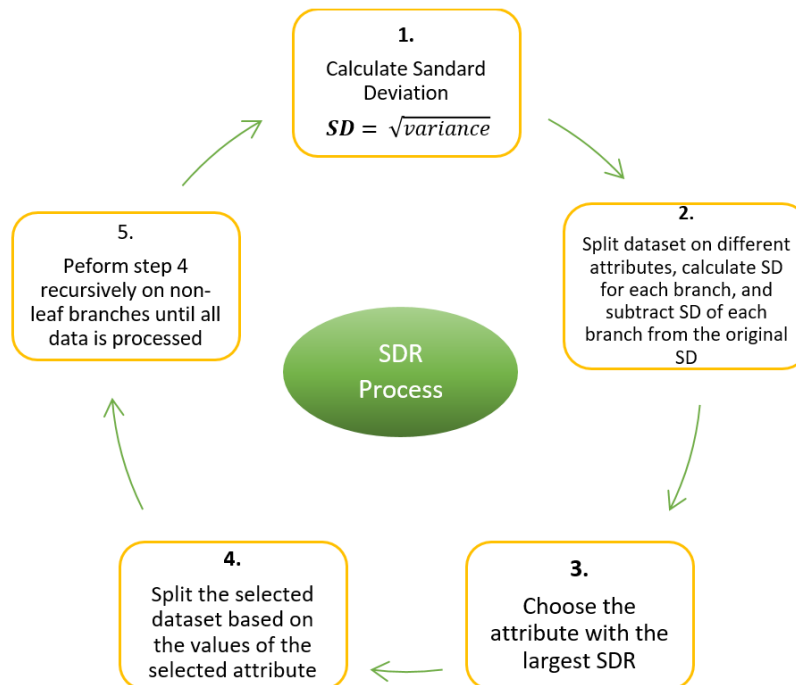 1.
Calculate Sandard
Deviation
SD = √variance
2.
Split dataset on different
attributes, calculate SD
for each branch, and
subtract SD of each
branch from the original
SD
3.
Choose the
attribute with the
largest SDR
4.
Split the selected
dataset based on
the values of the
selected attribute
5.
Peform step 4
recursively on non-
leaf branches until all
data is processed
SDR
Process